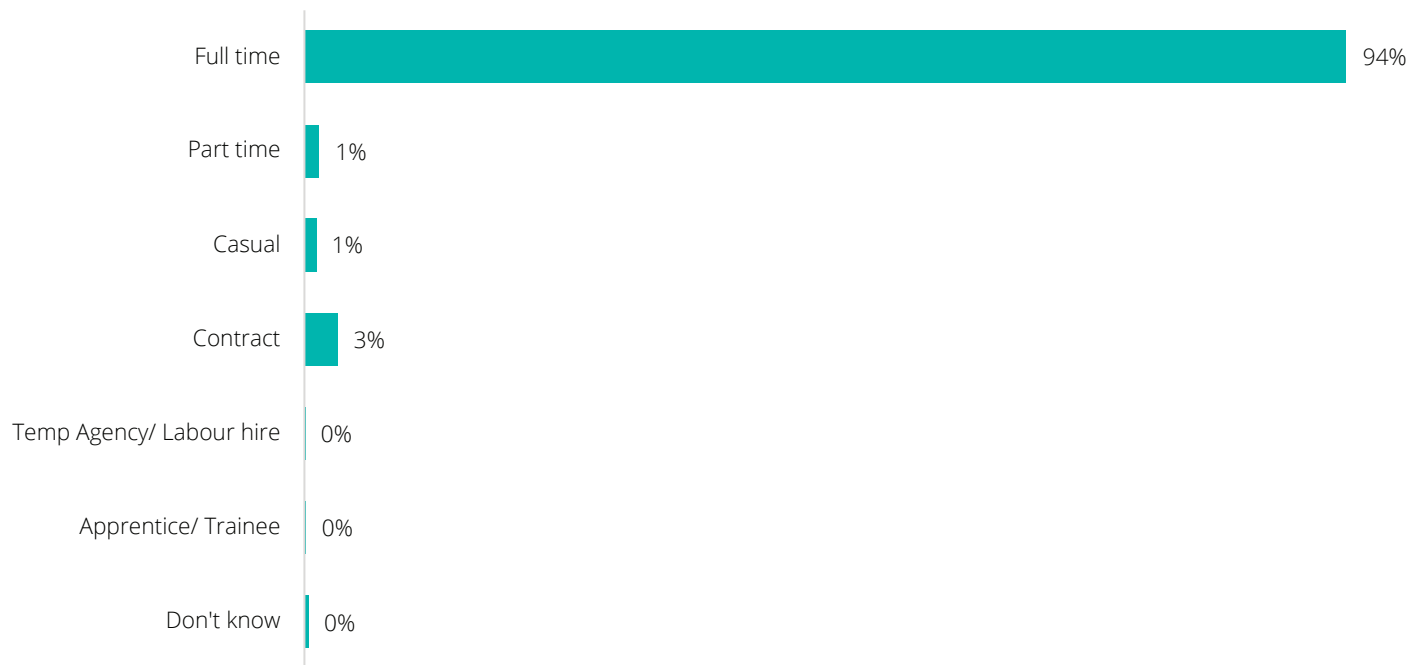 Full time 94%
Part time 1%
Casual 1%
Contract 3%
Temp Agency/ Labour hire 0%
Apprentice/ Trainee 0%
Don't know 0%